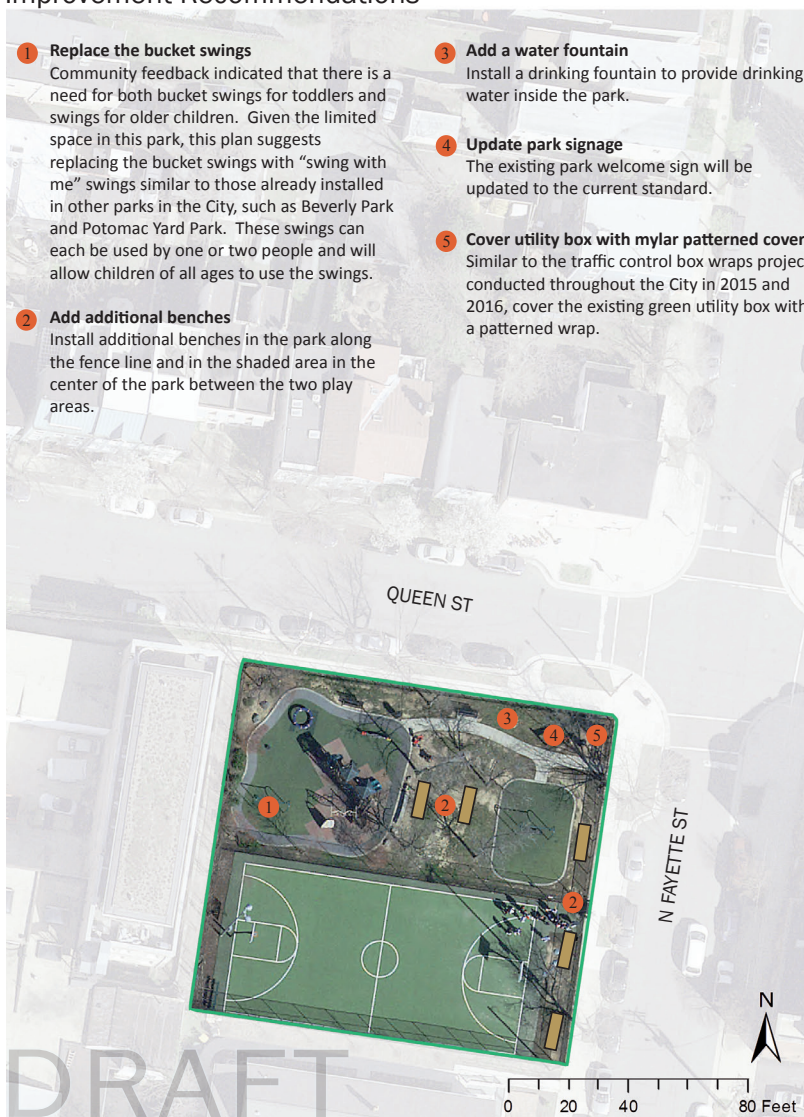 Improvement Recommendations
1 Replace the bucket swings
Community feedback indicated that there is a
need for both bucket swings for toddlers and
swings for older children. Given the limited
space in this park, this plan suggests
replacing the bucket swings with “swing with
me” swings similar to those already installed
in other parks in the City, such as Beverly Park
and Potomac Yard Park. These swings can
each be used by one or two people and will
allow children of all ages to use the swings.
2 Add additional benches
Install additional benches in the park along
the fence line and in the shaded area in the
center of the park between the two play
areas.
3 Add a water fountain
Install a drinking fountain to provide drinking
water inside the park.
4 Update park signage
The existing park welcome sign will be
updated to the current standard.
5 Cover utility box with mylar patterned cover
Similar to the traffic control box wraps projec
conducted throughout the City in 2015 and
2016, cover the existing green utility box with
a patterned wrap.
QUEEN ST
3
4
5
1
2
N FAYETTE ST
2
N
DRAFT
0 20 40 80 Feet